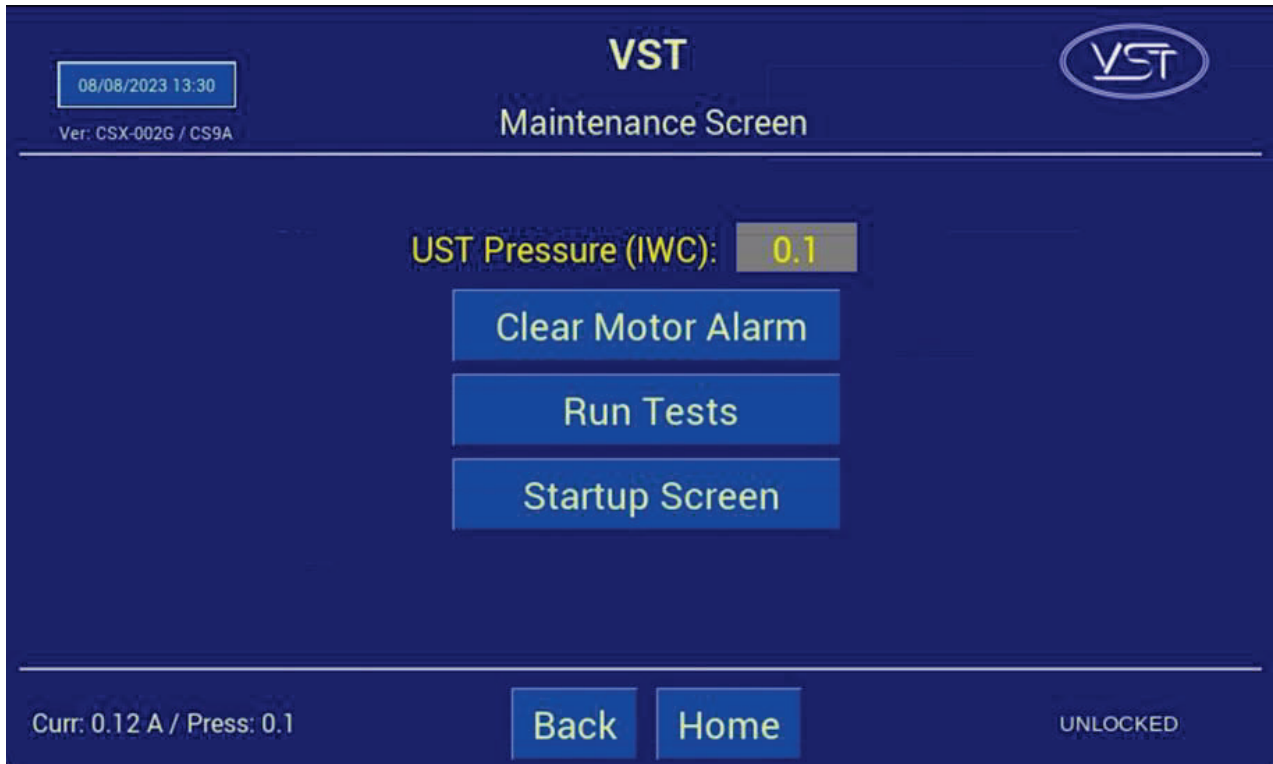 VST
VST
08/08/2023 13:30
Ver: CSX-002G / CS9A
Maintenance Screen
UST Pressure (IWC): 0.1
Clear Motor Alarm
Run Tests
Startup Screen
Curr: 0.12 A / Press: 0.1
Back
Home
UNLOCKED